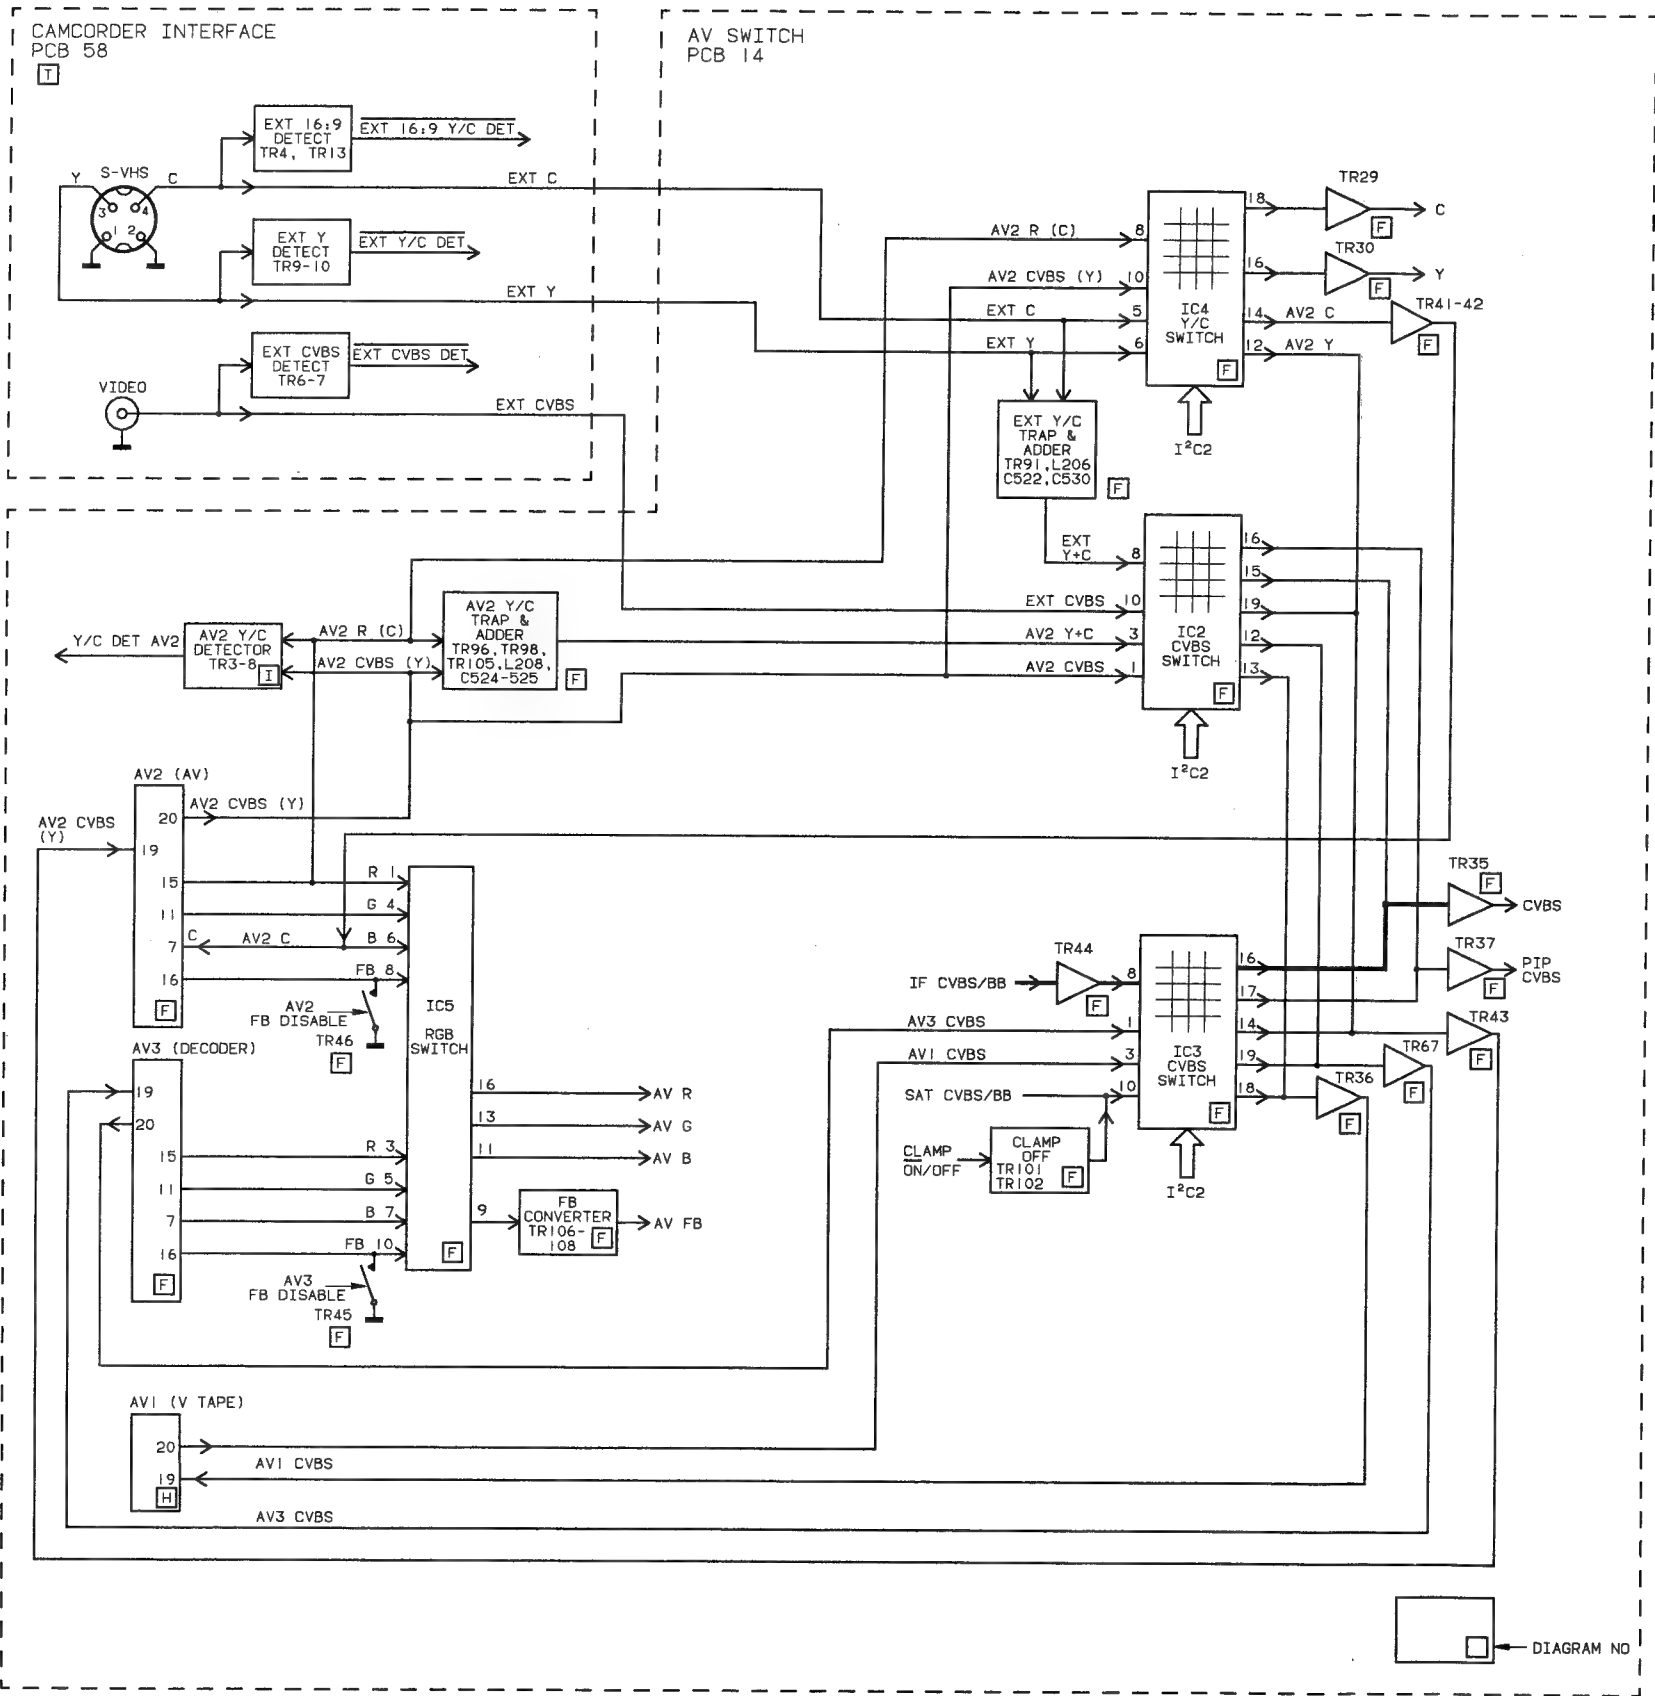 CAMCORDER INTERFACE
PCB 58
T
AV SWITCH
PCB 14
EXT 16:9
DETECT
TR4, TR13
EXT 16:9 Y/C DET
Y
S-VHS
C
3
4
1
2
EXT C
EXT Y
DETECT
TR9-10
EXT Y/C DET
EXT Y
EXT CVBS
DETECT
TR6-7
EXT CVBS DET
VIDEO
EXT CVBS
AV2 R (C)
8
AV2 CVBS (Y)
10
EXT C
5
EXT Y
6
IC4
Y/C
SWITCH
F
18
16
14
AV2 C
12
AV2 Y
TR29
F
C
TR30
F
Y
TR41-42
F
I²C2
EXT Y/C
TRAP &
ADDER
TR91,L206
C522,C530
F
EXT
Y+C
8
EXT CVBS
10
AV2 Y+C
3
AV2 CVBS
1
IC2
CVBS
SWITCH
F
16
15
19
12
13
I²C2
Y/C DET AV2
AV2 Y/C
DETECTOR
TR3-8
I
AV2 R (C)
AV2 CVBS (Y)
AV2 Y/C
TRAP &
ADDER
TR96,TR98,
TR105,L208,
C524-525
F
AV2 (AV)
AV2 CVBS
(Y)
20
AV2 CVBS (Y)
19
15
R 1
11
G 4
7
C
AV2 C
B 6
16
FB 8
F
AV2
FB DISABLE
TR46
F
IC5
RGB
SWITCH
F
AV3 (DECODER)
19
20
15
R 3
11
G 5
7
B 7
16
FB 10
F
AV3
FB DISABLE
TR45
F
16
AV R
13
AV G
11
AV B
9
FB
CONVERTER
TR106-
108
F
AV FB
IF CVBS/BB
TR44
F
8
AV3 CVBS
1
AV1 CVBS
3
SAT CVBS/BB
10
CLAMP
ON/OFF
CLAMP
OFF
TR101
TR102
F
IC3
CVBS
SWITCH
F
16
17
14
19
18
I²C2
TR35
F
CVBS
TR37
F
PIP
CVBS
TR43
F
TR67
F
TR36
F
AV1 (V TAPE)
20
19
H
AV1 CVBS
AV3 CVBS
DIAGRAM NO